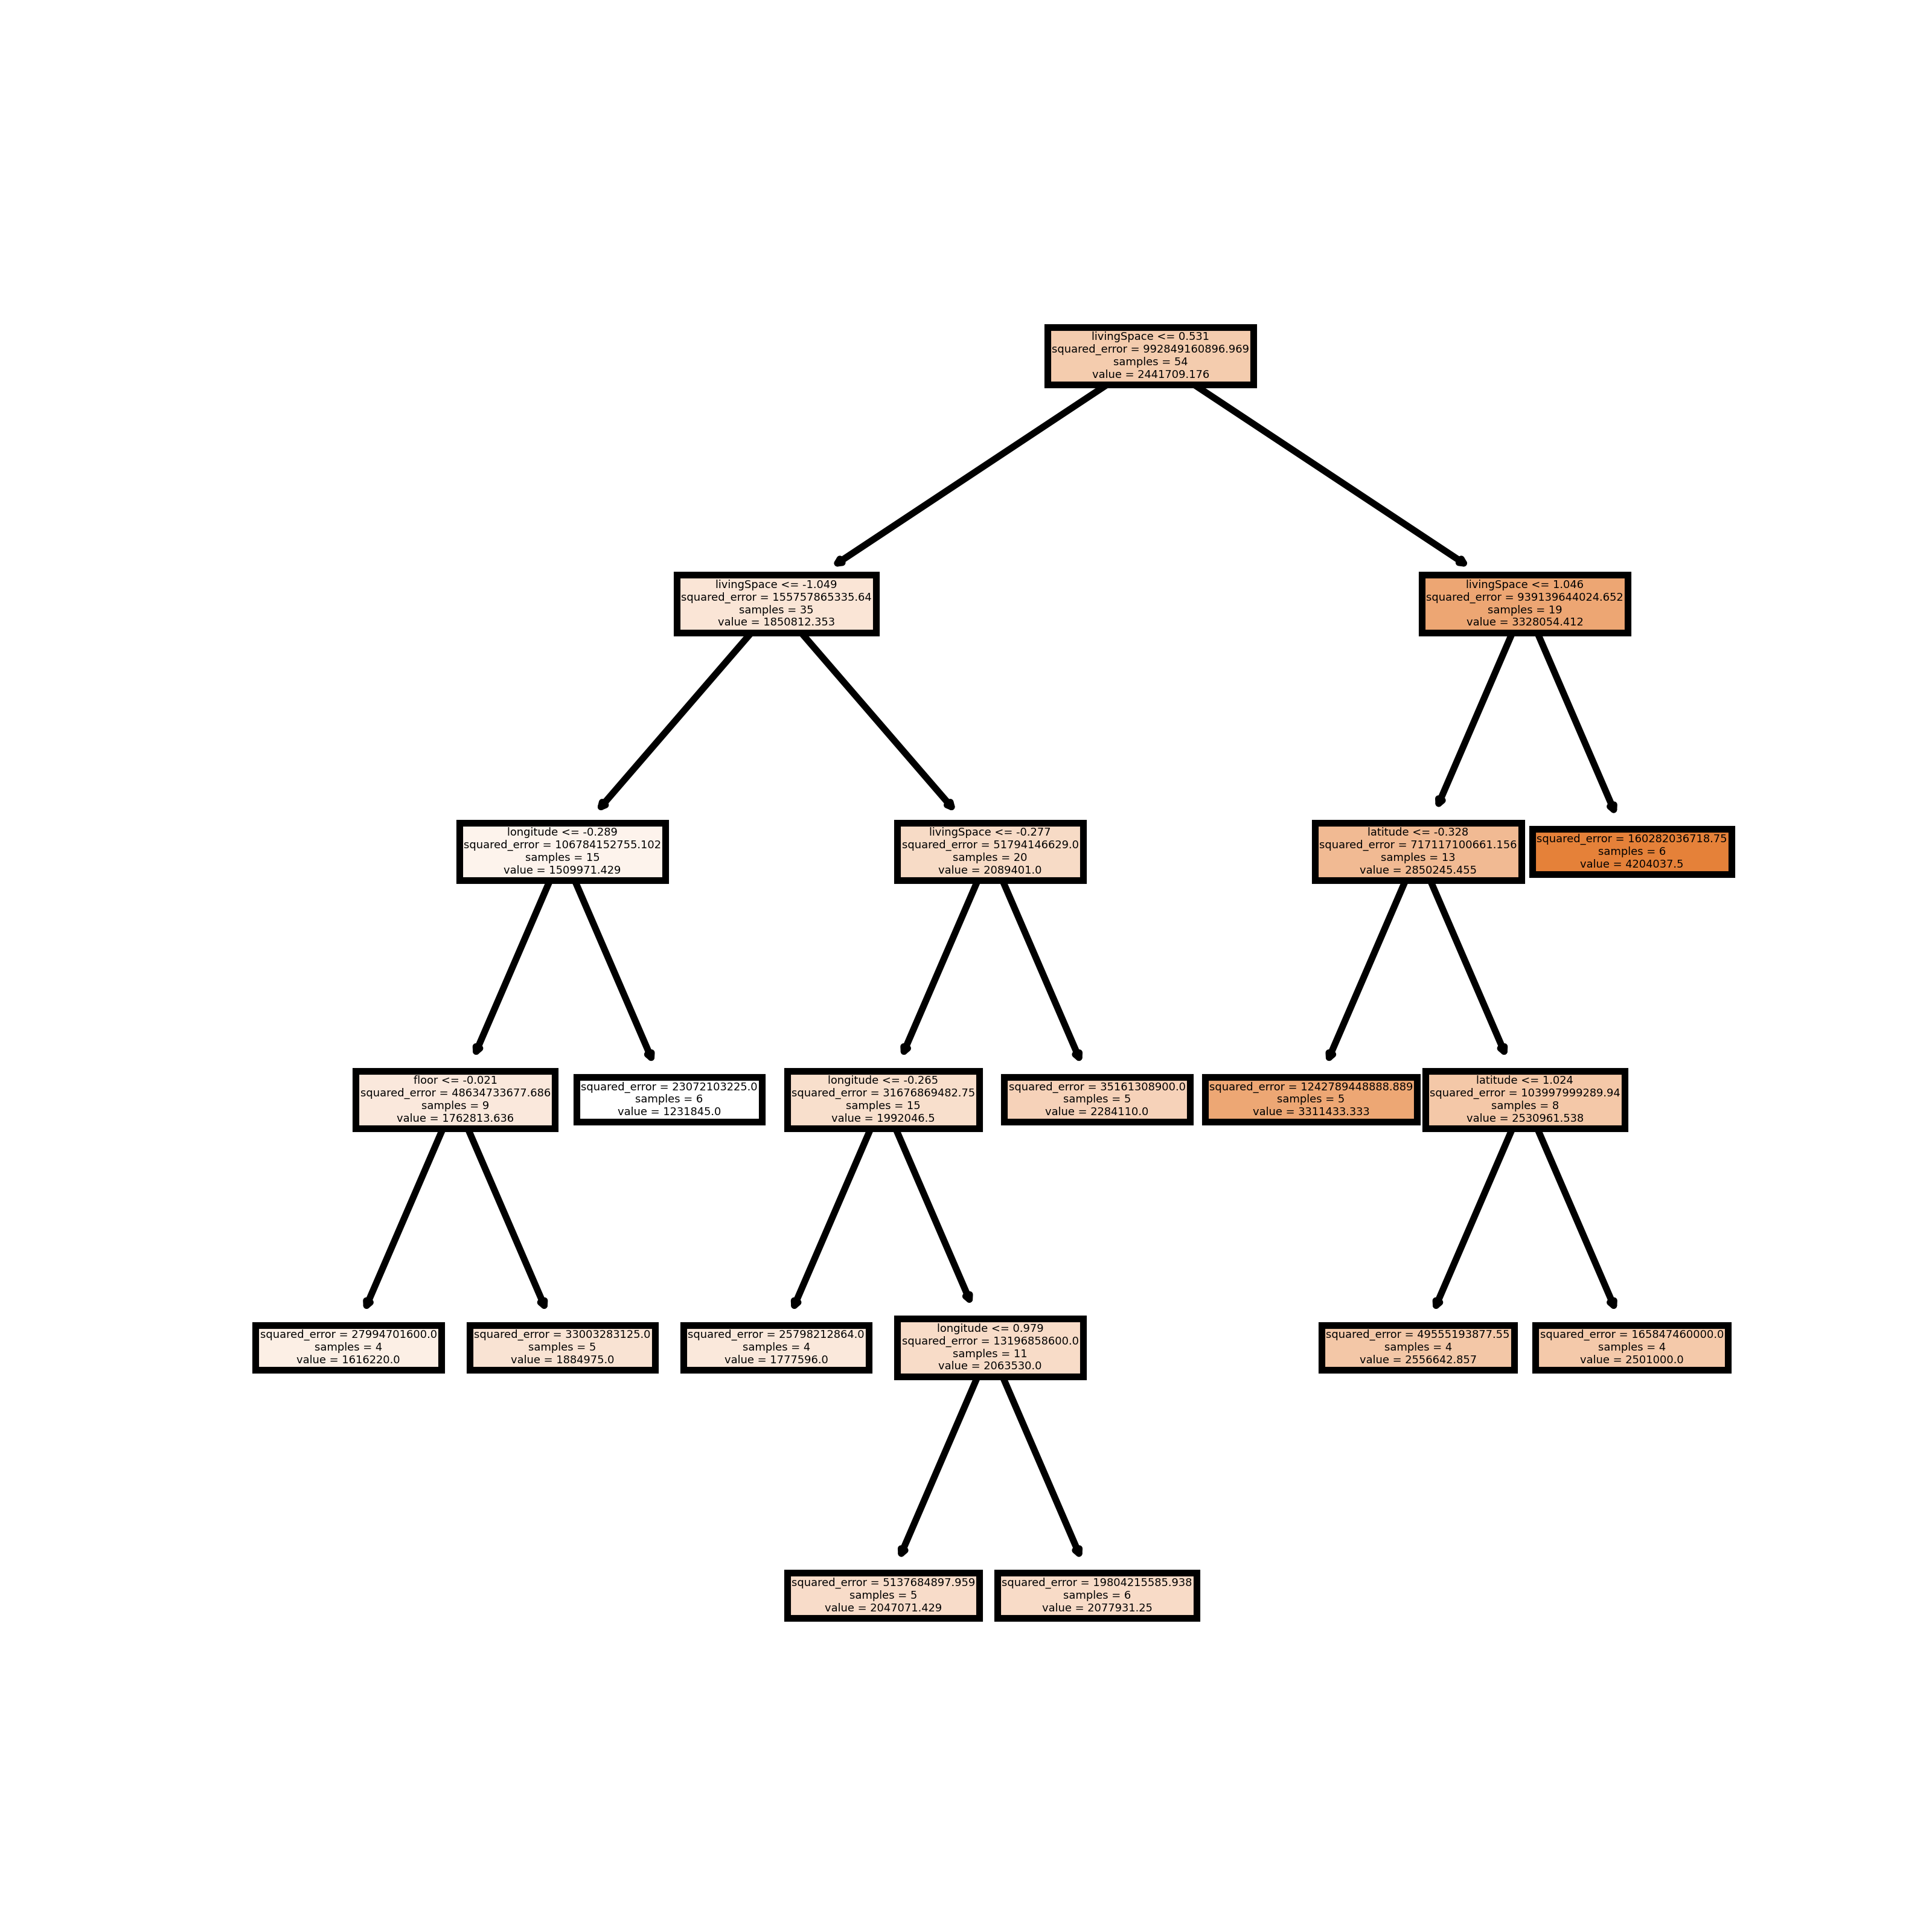 livingSpace <= 0.531
squared_error = 992849160896.969
samples = 54
value = 2441709.176
livingSpace <= -1.049
squared_error = 155757865335.64
samples = 35
value = 1850812.353
livingSpace <= 1.046
squared_error = 939139644024.652
samples = 19
value = 3328054.412
longitude <= -0.289
squared_error = 106784152755.102
samples = 15
value = 1509971.429
livingSpace <= -0.277
squared_error = 51794146629.0
samples = 20
value = 2089401.0
latitude <= -0.328
squared_error = 717117100661.156
samples = 13
value = 2850245.455
squared_error = 160282036718.75
samples = 6
value = 4204037.5
floor <= -0.021
squared_error = 48634733677.686
samples = 9
value = 1762813.636
squared_error = 23072103225.0
samples = 6
value = 1231845.0
longitude <= -0.265
squared_error = 31676869482.75
samples = 15
value = 1992046.5
squared_error = 35161308900.0
samples = 5
value = 2284110.0
squared_error = 1242789448888.889
samples = 5
value = 3311433.333
latitude <= 1.024
squared_error = 103997999289.94
samples = 8
value = 2530961.538
squared_error = 27994701600.0
samples = 4
value = 1616220.0
squared_error = 33003283125.0
samples = 5
value = 1884975.0
squared_error = 25798212864.0
samples = 4
value = 1777596.0
longitude <= 0.979
squared_error = 13196858600.0
samples = 11
value = 2063530.0
squared_error = 49555193877.55
samples = 4
value = 2556642.857
squared_error = 165847460000.0
samples = 4
value = 2501000.0
squared_error = 5137684897.959
samples = 5
value = 2047071.429
squared_error = 19804215585.938
samples = 6
value = 2077931.25